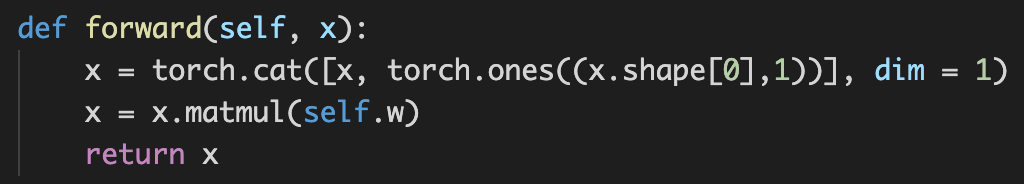 def forward(self, x):
    x = torch.cat([x, torch.ones((x.shape[0],1))], dim = 1)
    x = x.matmul(self.w)
    return x